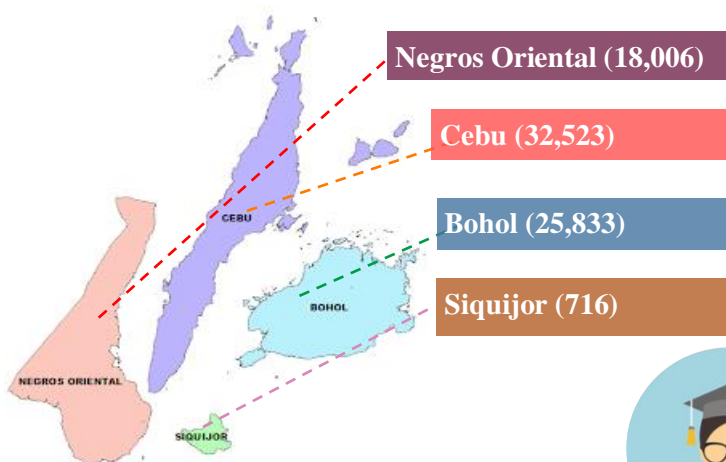 Negros Oriental (18,006)
Cebu (32,523)
CEBU
Bohol (25,833)
Siquijor (716)
BOHOL
NEGROS ORIENTAL
SIQUIJOR